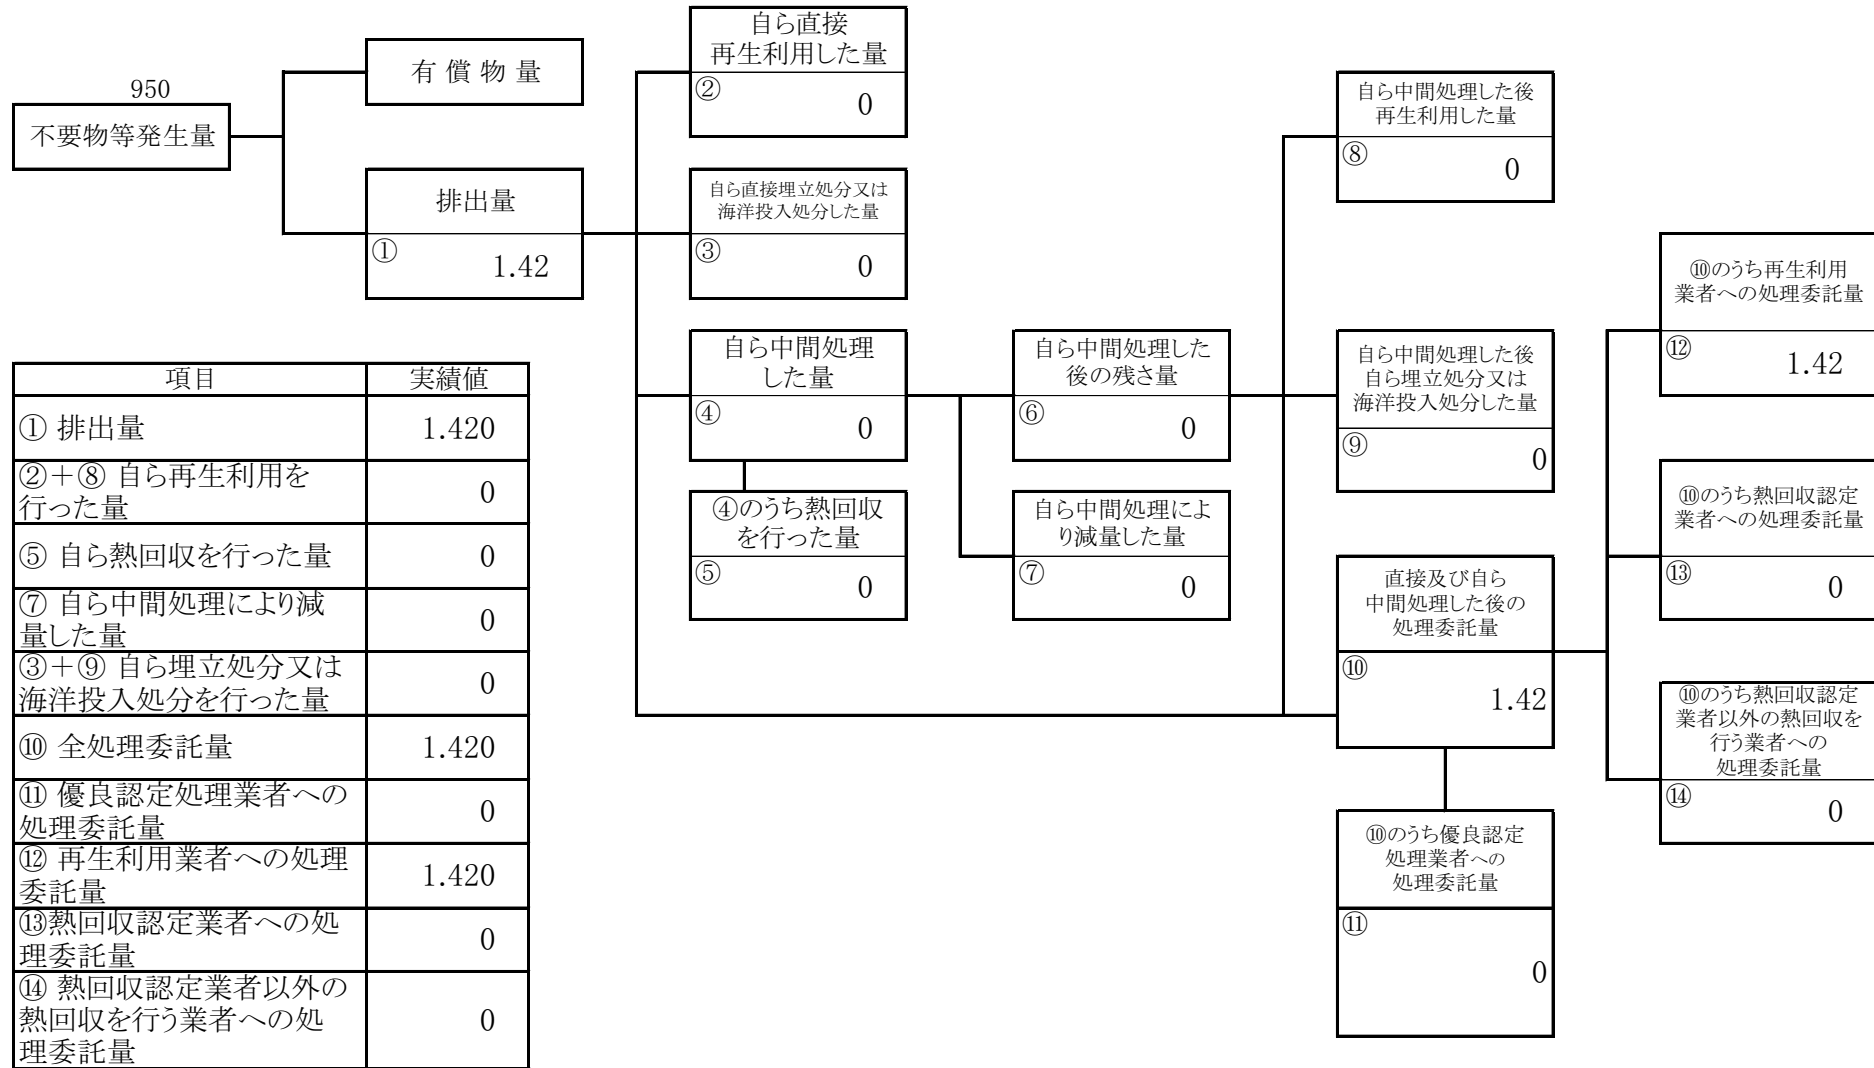 950
不要物等発生量
有 償 物 量
排出量
①
1.42
自ら直接
再生利用した量
②
0
自ら直接埋立処分又は
海洋投入処分した量
③
0
自ら中間処理
した量
④
0
④のうち熱回収
を行った量
⑤
0
自ら中間処理した
後の残さ量
⑥
0
自ら中間処理によ
り減量した量
⑦
0
自ら中間処理した後
再生利用した量
⑧
0
自ら中間処理した後
自ら埋立処分又は
海洋投入処分した量
⑨
0
直接及び自ら
中間処理した後の
処理委託量
⑩
1.42
⑩のうち優良認定
処理業者への
処理委託量
⑪
0
⑩のうち再生利用
業者への処理委託量
⑫
1.42
⑩のうち熱回収認定
業者への処理委託量
⑬
0
⑩のうち熱回収認定
業者以外の熱回収を
行う業者への
処理委託量
⑭
0
項目 実績値
① 排出量 1.420
②+⑧ 自ら再生利用を
行った量 0
⑤ 自ら熱回収を行った量 0
⑦ 自ら中間処理により減
量した量 0
③+⑨ 自ら埋立処分又は
海洋投入処分を行った量 0
⑩ 全処理委託量 1.420
⑪ 優良認定処理業者への
処理委託量 0
⑫ 再生利用業者への処理
委託量 1.420
⑬熱回収認定業者への処
理委託量 0
⑭ 熱回収認定業者以外の
熱回収を行う業者への処
理委託量 0